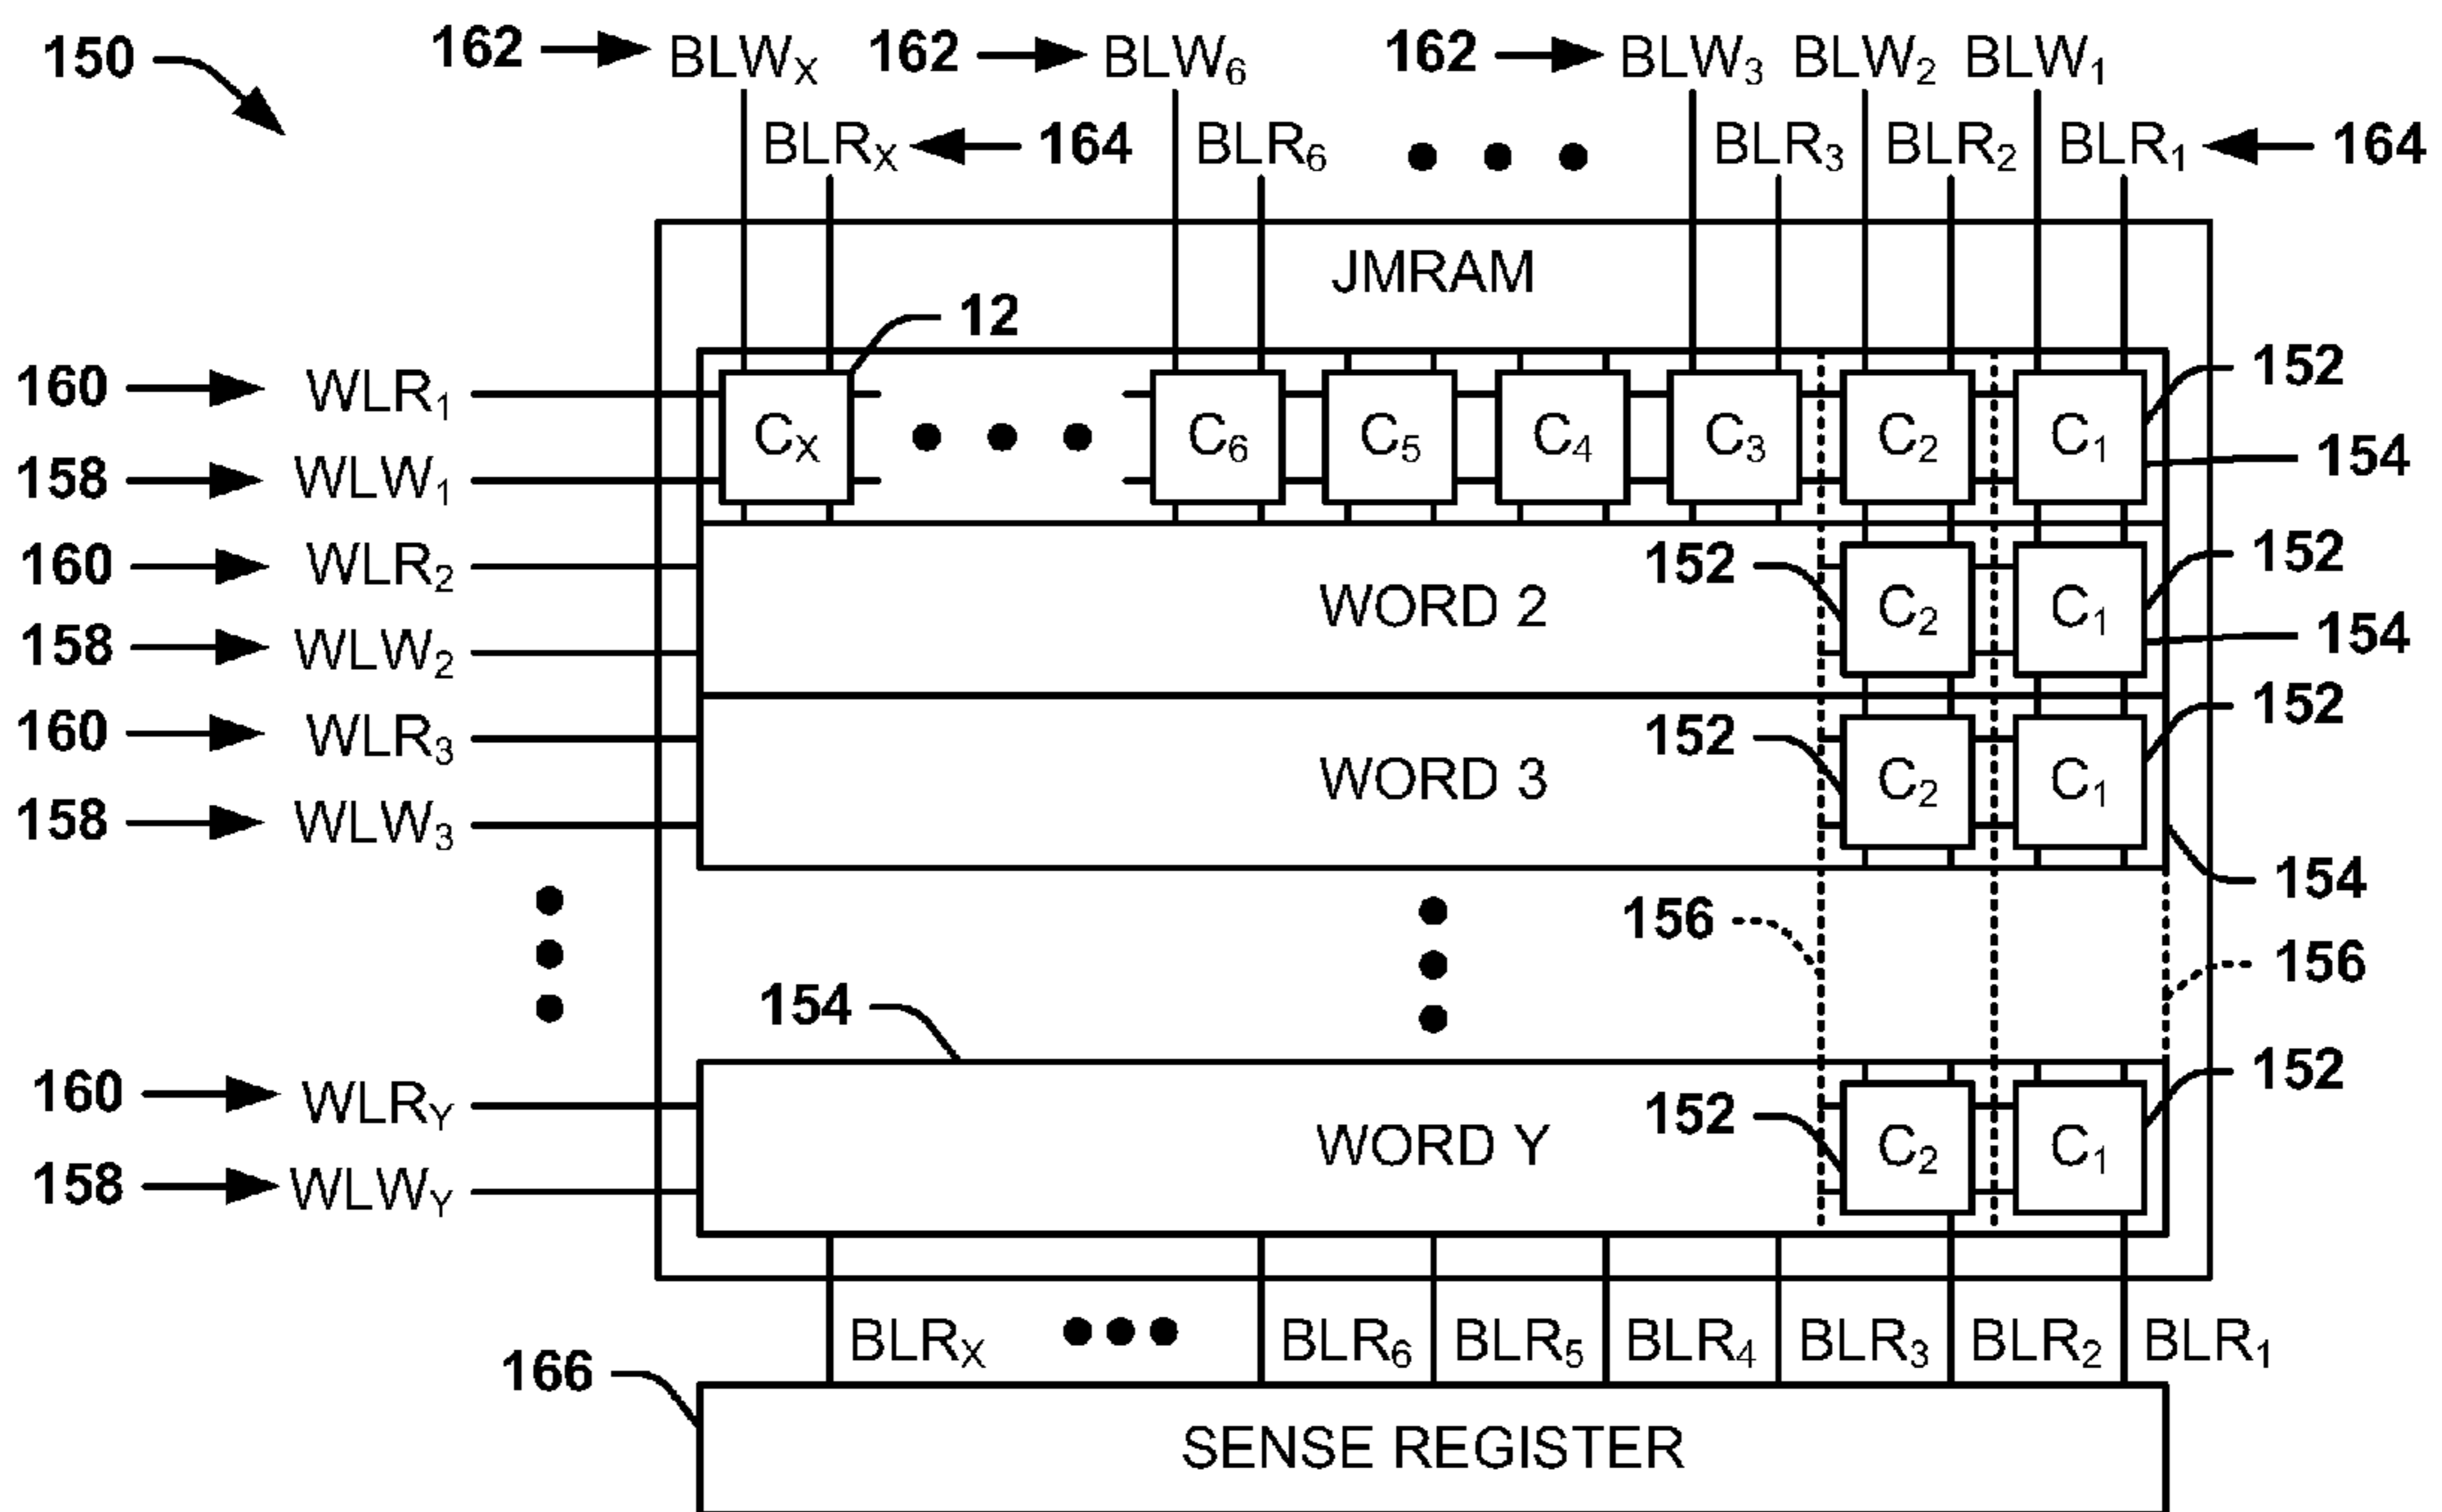 150 162 BLWX 162 BLW6 162 BLW3 BLW2 BLW1
BLRX 164 BLR6 BLR3 BLR2 BLR1 164
JMRAM
12
160 WLR1 152
CX C6 C5 C4 C3 C2 C1
158 WLW1 154
160 WLR2 152 152
WORD 2 C2 C1
158 WLW2 154
160 WLR3 152 152
WORD 3 C2 C1
158 WLW3
154
156 156
154
160 WLRY 152 152
WORD Y C2 C1
158 WLWY
BLRX BLR6 BLR5 BLR4 BLR3 BLR2 BLR1
166
SENSE REGISTER